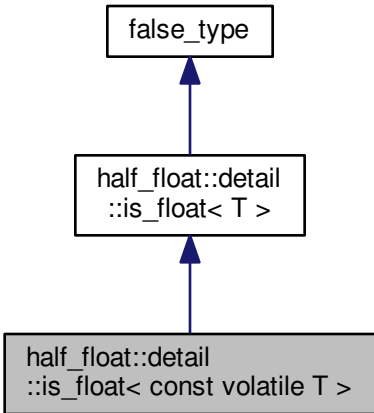 false_type
half_float::detail
::is_float< T >
half_float::detail
::is_float< const volatile T >